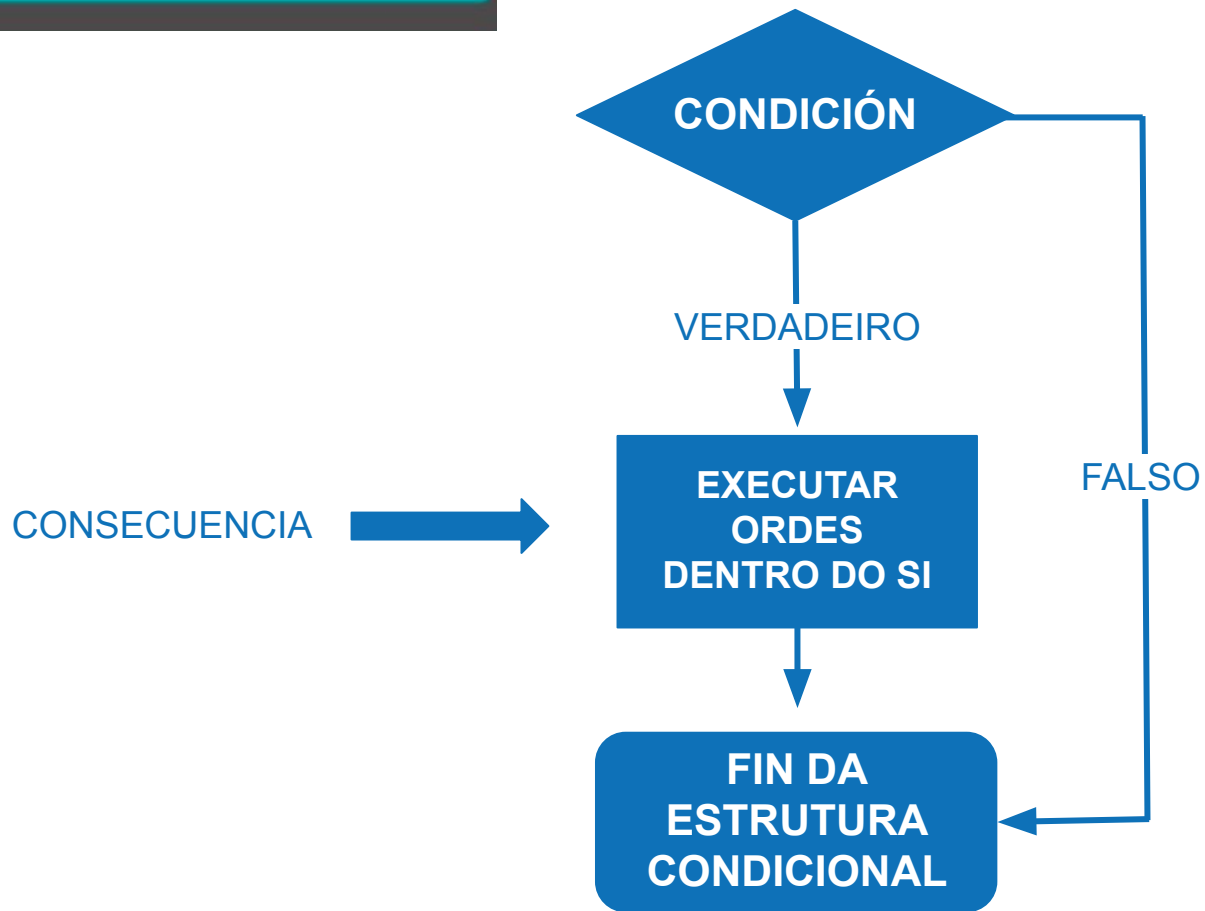 CONDICIÓN
VERDADEIRO
EXECUTAR
ORDES
DENTRO DO SI
FALSO
CONSECUENCIA
FIN DA
ESTRUTURA
CONDICIONAL